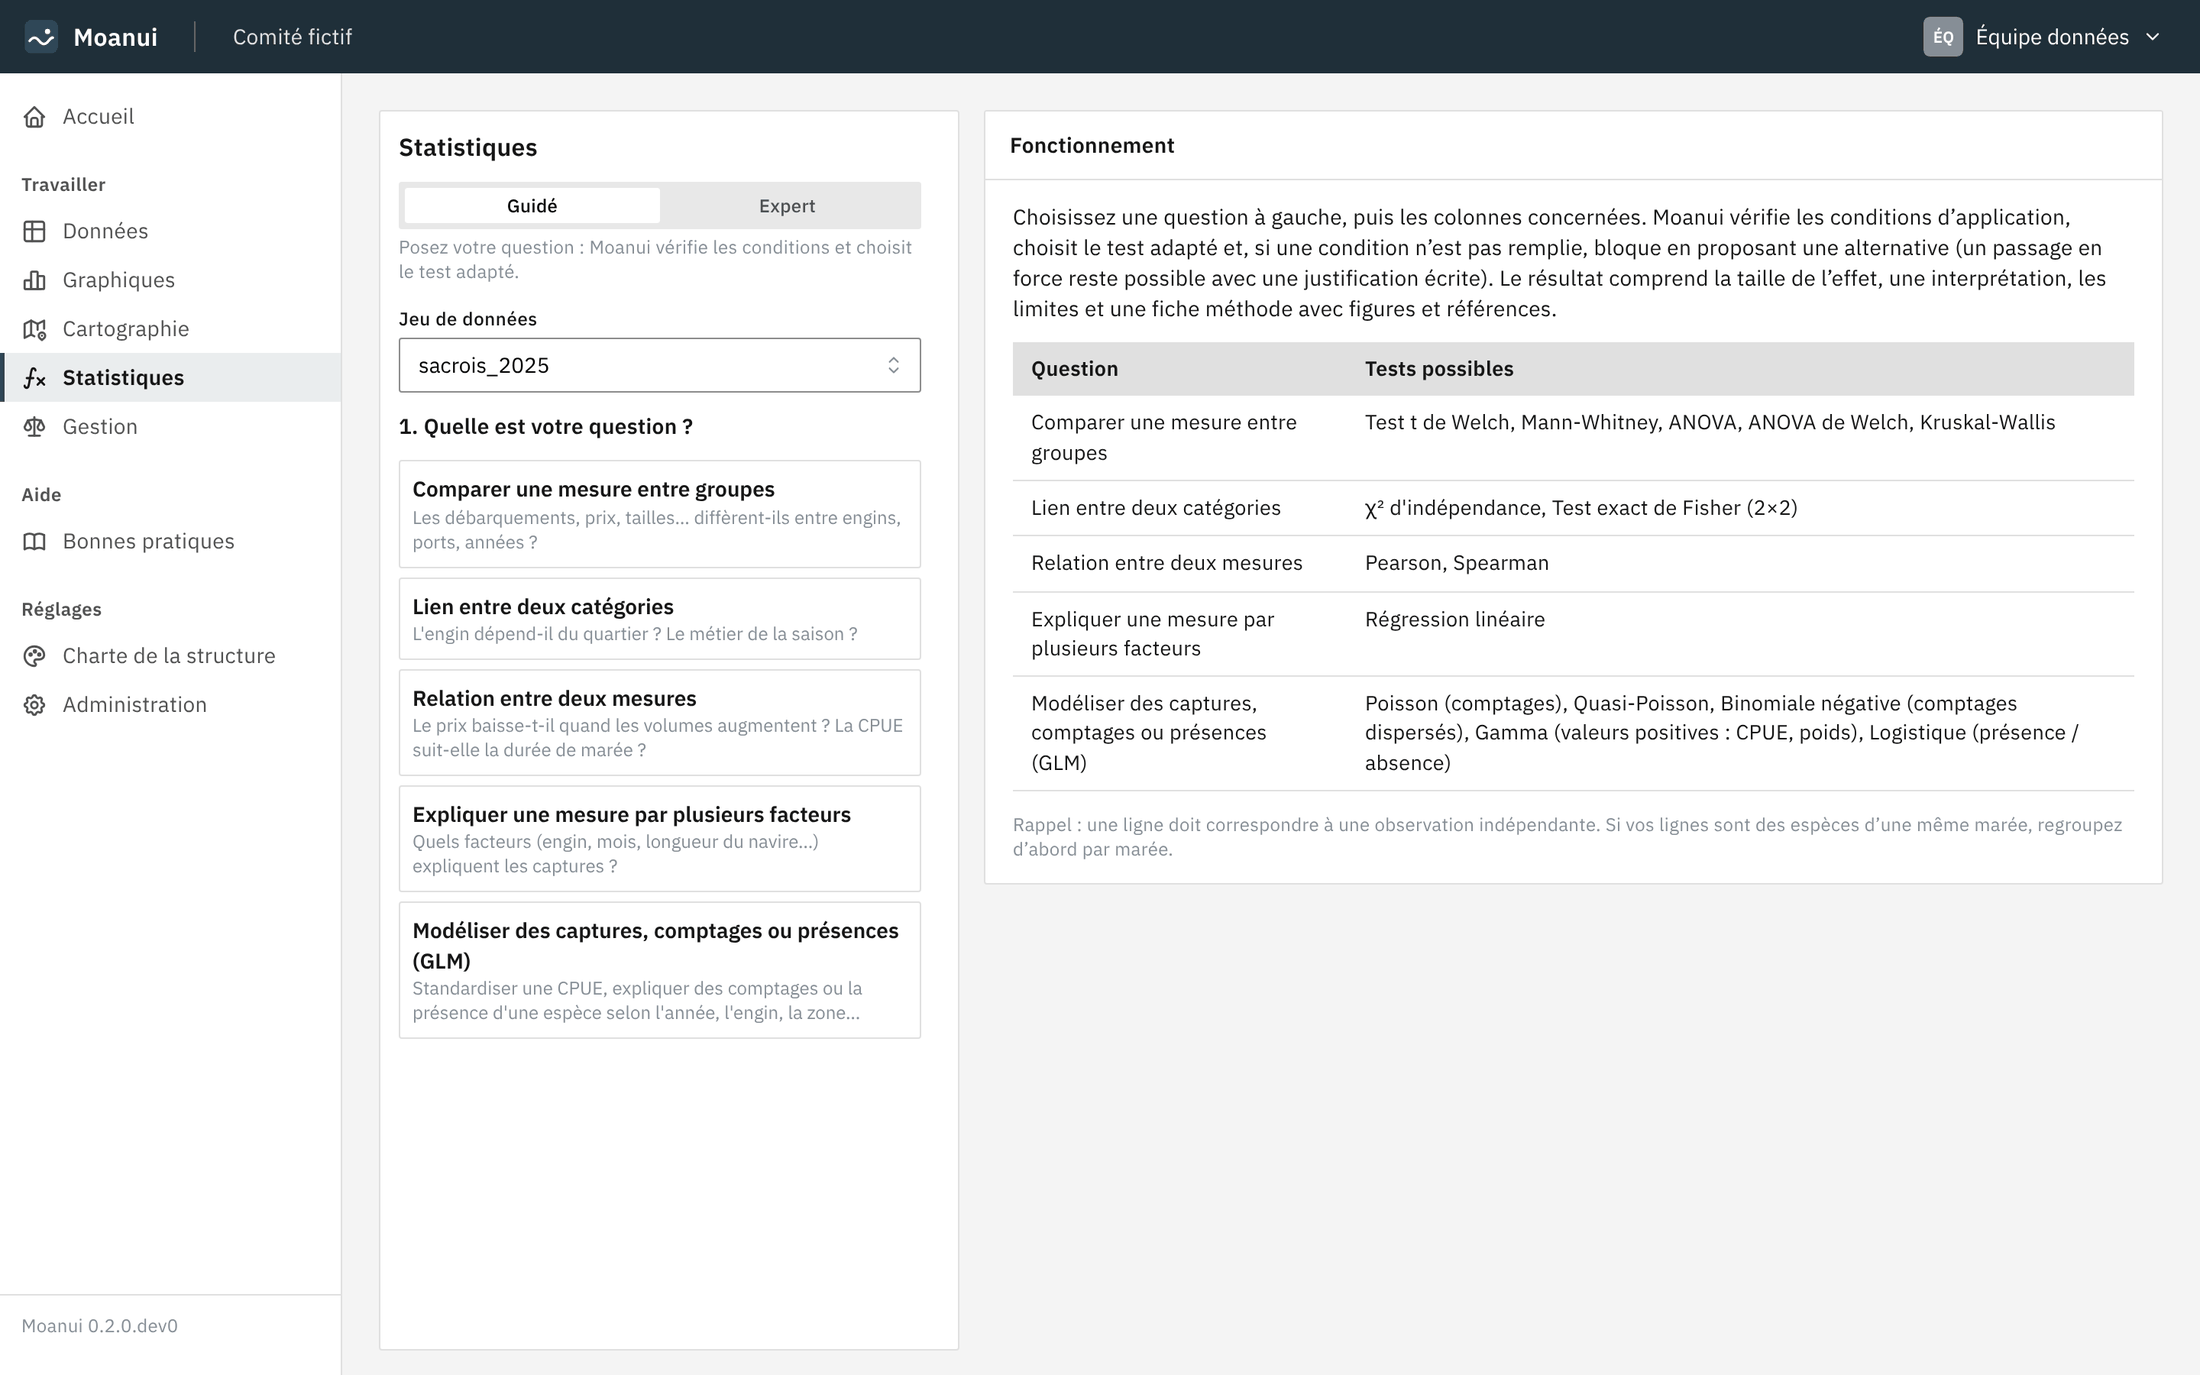 Moanui
Comité fictif
ÉQ
Équipe données
Accueil
Travailler
Données
Graphiques
Cartographie
Statistiques
Gestion
Aide
Bonnes pratiques
Réglages
Charte de la structure
Administration
Moanui 0.2.0.dev0
Statistiques
Guidé
Expert
Posez votre question : Moanui vérifie les conditions et choisit
le test adapté.
Jeu de données
sacrois_2025
1. Quelle est votre question ?
Comparer une mesure entre groupes
Les débarquements, prix, tailles… diffèrent-ils entre engins,
ports, années ?
Lien entre deux catégories
L'engin dépend-il du quartier ? Le métier de la saison ?
Relation entre deux mesures
Le prix baisse-t-il quand les volumes augmentent ? La CPUE
suit-elle la durée de marée ?
Expliquer une mesure par plusieurs facteurs
Quels facteurs (engin, mois, longueur du navire…)
expliquent les captures ?
Modéliser des captures, comptages ou présences
(GLM)
Standardiser une CPUE, expliquer des comptages ou la
présence d'une espèce selon l'année, l'engin, la zone…
Fonctionnement
Choisissez une question à gauche, puis les colonnes concernées. Moanui vérifie les conditions d’application,
choisit le test adapté et, si une condition n’est pas remplie, bloque en proposant une alternative (un passage en
force reste possible avec une justification écrite). Le résultat comprend la taille de l’effet, une interprétation, les
limites et une fiche méthode avec figures et références.
Question
Tests possibles
Comparer une mesure entre
groupes
Test t de Welch, Mann-Whitney, ANOVA, ANOVA de Welch, Kruskal-Wallis
Lien entre deux catégories
χ² d'indépendance, Test exact de Fisher (2×2)
Relation entre deux mesures
Pearson, Spearman
Expliquer une mesure par
plusieurs facteurs
Régression linéaire
Modéliser des captures,
comptages ou présences
(GLM)
Poisson (comptages), Quasi-Poisson, Binomiale négative (comptages
dispersés), Gamma (valeurs positives : CPUE, poids), Logistique (présence /
absence)
Rappel : une ligne doit correspondre à une observation indépendante. Si vos lignes sont des espèces d’une même marée, regroupez
d’abord par marée.